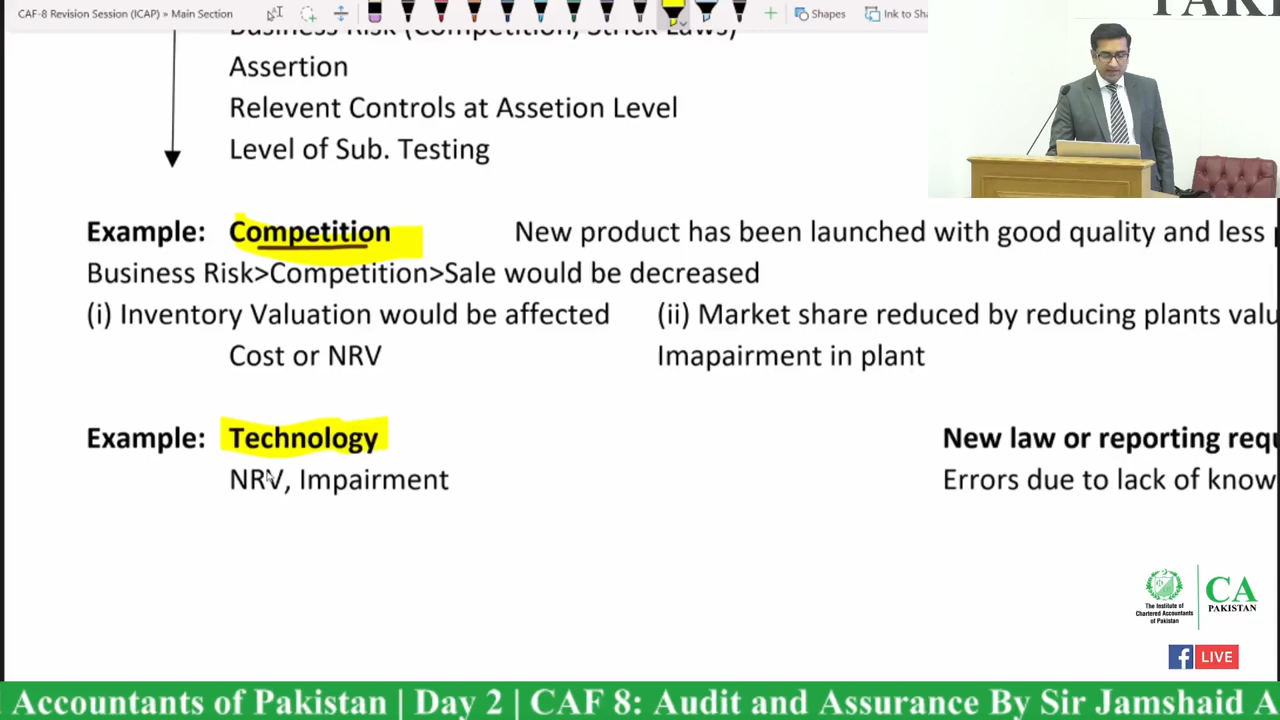 CAF-8 Revision Session (ICAP) » Main Section
Shapes
Ink to Sha
Business Risk (Competition, Strick Laws)
Assertion
Relevent Controls at Assetion Level
Level of Sub. Testing
Example: Competition New product has been launched with good quality and less
Business Risk>Competition>Sale would be decreased
(i) Inventory Valuation would be affected (ii) Market share reduced by reducing plants valu
Cost or NRV Imapairment in plant
Example: Technology New law or reporting requ
NRV, Impairment Errors due to lack of know
The Institute of
Chartered Accountants
of Pakistan
CA
PAKISTAN
f LIVE
Accountants of Pakistan | Day 2 | CAF 8: Audit and Assurance By Sir Jamshaid A